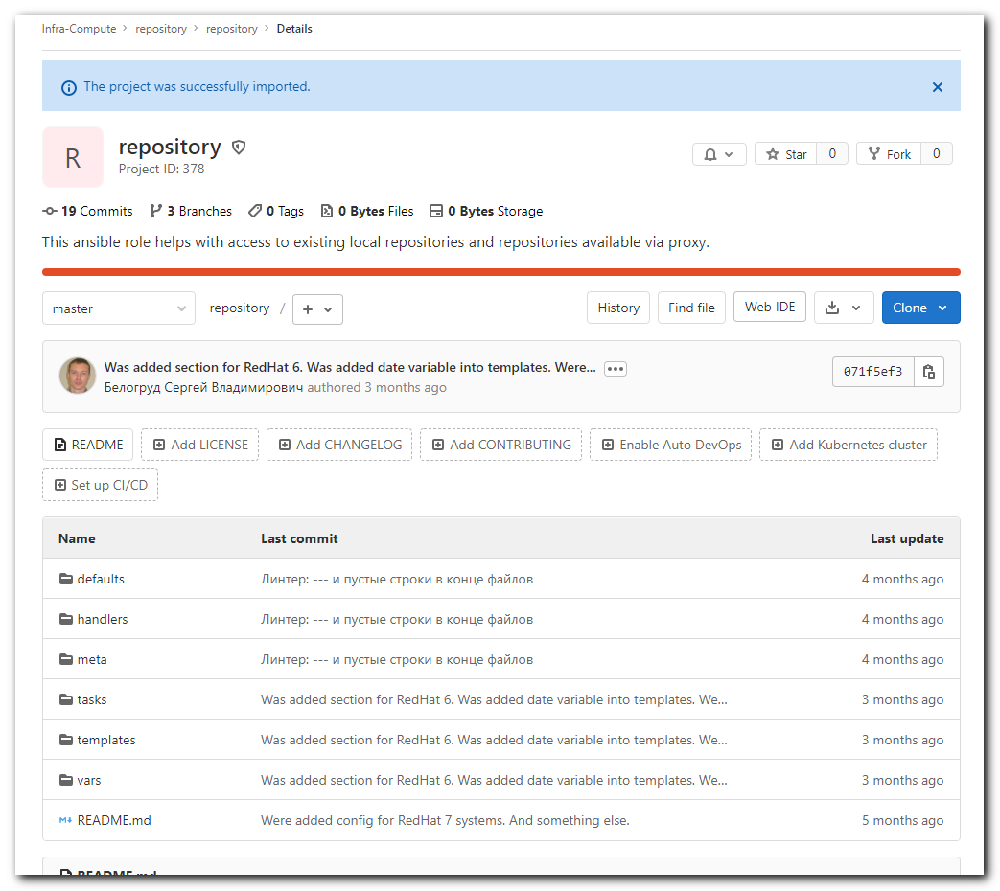 Infra-Compute > repository > repository > Details
The project was successfully imported.
R
repository
Project ID: 378
Star 0 Fork 0
19 Commits 3 Branches 0 Tags 0 Bytes Files 0 Bytes Storage
This ansible role helps with access to existing local repositories and repositories available via proxy.
master repository / + History Find file Web IDE Clone
Was added section for RedHat 6. Was added date variable into templates. Were...
Белогруд Сергей Владимирович authored 3 months ago
071f5ef3
README Add LICENSE Add CHANGELOG Add CONTRIBUTING Enable Auto DevOps Add Kubernetes cluster
Set up CI/CD
Name Last commit Last update
defaults Линтер: --- и пустые строки в конце файлов 4 months ago
handlers Линтер: --- и пустые строки в конце файлов 4 months ago
meta Линтер: --- и пустые строки в конце файлов 4 months ago
tasks Was added section for RedHat 6. Was added date variable into templates. We... 3 months ago
templates Was added section for RedHat 6. Was added date variable into templates. We... 3 months ago
vars Was added section for RedHat 6. Was added date variable into templates. We... 3 months ago
README.md Were added config for RedHat 7 systems. And something else. 5 months ago
README.md